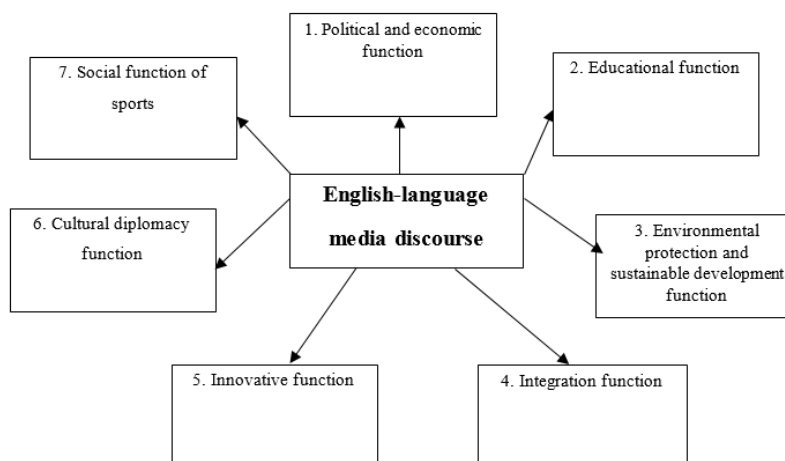 1. Political and economic
function
2. Educational function
3. Environmental
protection and
sustainable development
function
4. Integration function
5. Innovative function
6. Cultural diplomacy
function
7. Social function of
sports
English-language
media discourse